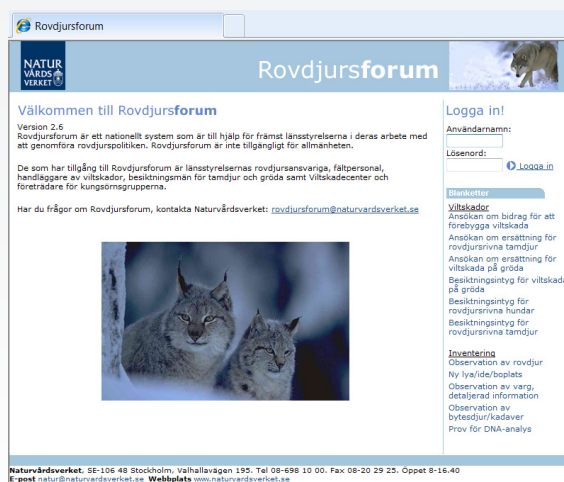 Rovdjursforum
NATUR
VÅRDS
VERKET
Rovdjursforum
Välkommen till Rovdjursforum
Version 2.6
Rovdjursforum är ett nationellt system som är till hjälp för främst länsstyrelserna i deras arbete med
att genomföra rovdjurspolitiken. Rovdjursforum är inte tillgängligt för allmänheten.
De som har tillgång till Rovdjursforum är länsstyrelsernas rovdjursansvariga, fältpersonal,
handläggare av viltskador, besiktningsmän för tamdjur och gröda samt Viltskadecenter och
företrädare för kungsörnsgrupperna.
Har du frågor om Rovdjursforum, kontakta Naturvårdsverket: rovdjursforum@naturvardsverket.se
Logga in!
Användarnamn:
Lösenord:
Logga in
Blanketter
Viltskador
Ansökan om bidrag för att
förebygga viltskada
Ansökan om ersättning för
rovdjursrivna tamdjur
Ansökan om ersättning för
viltskada på gröda
Besiktningsintyg för viltskada
på gröda
Besiktningsintyg för
rovdjursrivna hundar
Besiktningsintyg för
rovdjursrivna tamdjur
Inventering
Observation av rovdjur
Ny lya/ide/boplats
Observation av varg,
detaljerad information
Observation av
bytesdjur/kadaver
Prov för DNA-analys
Naturvårdsverket, SE-106 48 Stockholm, Valhallavägen 195. Tel 08-698 10 00. Fax 08-20 29 25. Öppet 8-16.40
E-post natur@naturvardsverket.se Webbplats www.naturvardsverket.se